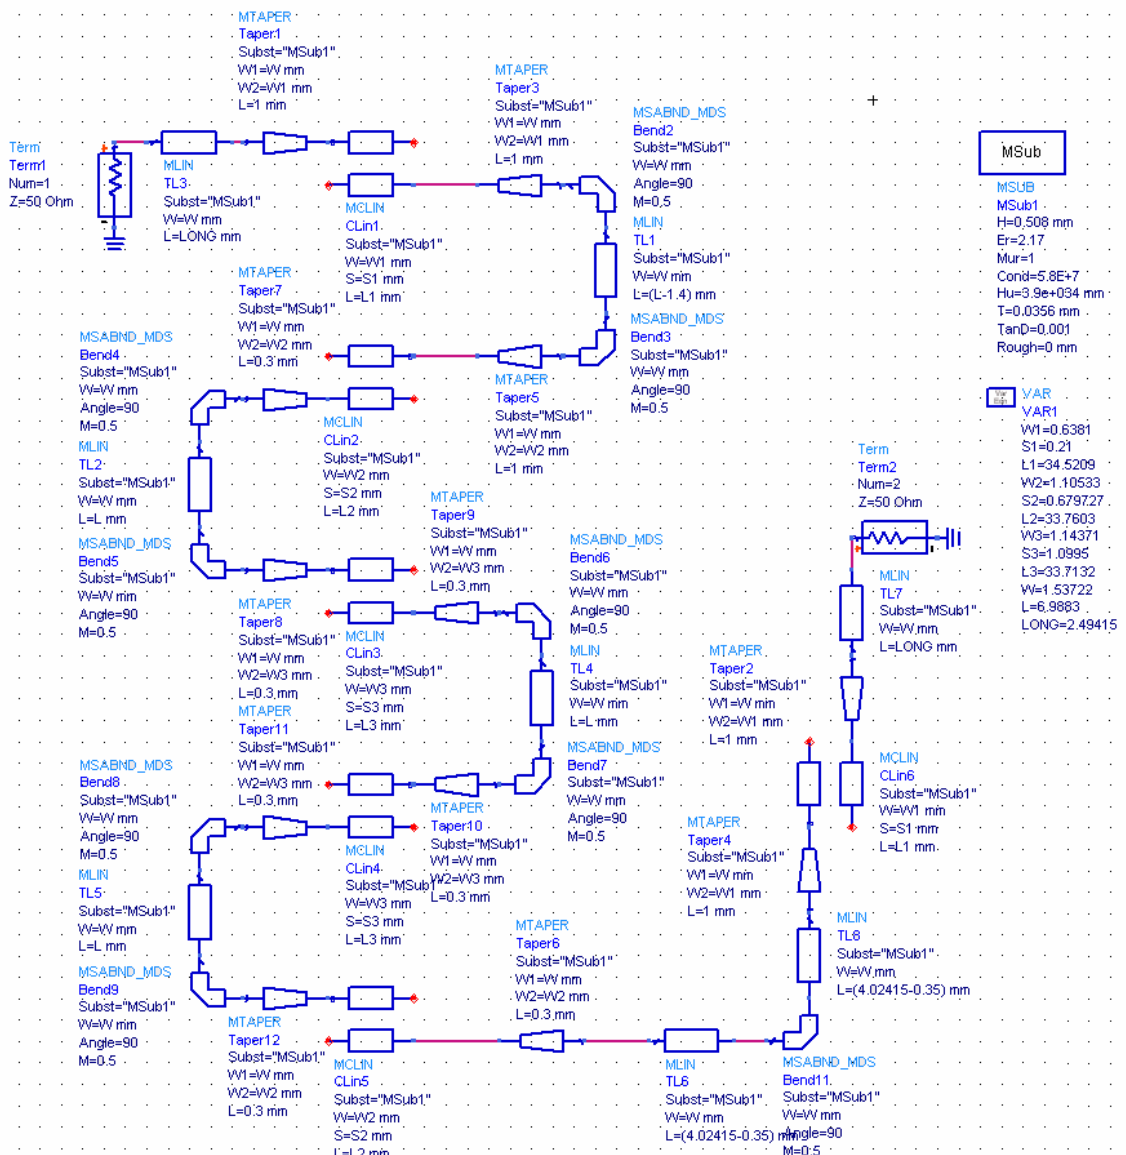 MTAPER
Taper1
Subst="MSub1"
W1=W mm
W2=W1 mm
L=1 mm
MTAPER
Taper3
Subst="MSub1"
W1=W mm
W2=W1 mm
L=1 mm
MSABND_MDS
Bend2
Subst="MSub1"
W=W mm
Angle=90
M=0.5
Term
Term1
Num=1
Z=50 Ohm
MLIN
TL3
Subst="MSub1"
W=W mm
L=LONG mm
MCLIN
CLin1
Subst="MSub1"
W=W1 mm
S=S1 mm
L=L1 mm
MLIN
TL1
Subst="MSub1"
W=W mm
L=(L-1.4) mm
MSub
MSUB
MSub1
H=0.508 mm
Er=2.17
Mur=1
Cond=5.8E+7
Hu=3.9e+034 mm
T=0.0356 mm
TanD=0.001
Rough=0 mm
MTAPER
Taper7
Subst="MSub1"
W1=W mm
W2=W2 mm
L=0.3 mm
MSABND_MDS
Bend3
Subst="MSub1"
W=W mm
Angle=90
M=0.5
MSABND_MDS
Bend4
Subst="MSub1"
W=W mm
Angle=90
M=0.5
MTAPER
Taper5
Subst="MSub1"
W1=W mm
W2=W2 mm
L=1 mm
Var
Eqn
VAR
VAR1
W1=0.6381
S1=0.21
L1=34.5209
W2=1.10533
S2=0.679727
L2=33.7603
W3=1.14371
S3=1.0995
L3=33.7132
W=1.53722
L=6.9883
LONG=2.49415
MCLIN
CLin2
Subst="MSub1"
W=W2 mm
S=S2 mm
L=L2 mm
MLIN
TL2
Subst="MSub1"
W=W mm
L=L mm
Term
Term2
Num=2
Z=50 Ohm
MTAPER
Taper9
Subst="MSub1"
W1=W mm
W2=W3 mm
L=0.3 mm
MSABND_MDS
Bend5
Subst="MSub1"
W=W mm
Angle=90
M=0.5
MSABND_MDS
Bend6
Subst="MSub1"
W=W mm
Angle=90
M=0.5
MLIN
TL7
Subst="MSub1"
W=W mm
L=LONG mm
MTAPER
Taper8
Subst="MSub1"
W1=W mm
W2=W3 mm
L=0.3 mm
MCLIN
CLin3
Subst="MSub1"
W=W3 mm
S=S3 mm
L=L3 mm
MLIN
TL4
Subst="MSub1"
W=W mm
L=L mm
MTAPER
Taper2
Subst="MSub1"
W1=W mm
W2=W1 mm
L=1 mm
MTAPER
Taper11
Subst="MSub1"
W1=W mm
W2=W3 mm
L=0.3 mm
MSABND_MDS
Bend7
Subst="MSub1"
W=W mm
Angle=90
M=0.5
MCLIN
CLin6
Subst="MSub1"
W=W1 mm
S=S1 mm
L=L1 mm
MSABND_MDS
Bend8
Subst="MSub1"
W=W mm
Angle=90
M=0.5
MTAPER
Taper10
Subst="MSub1"
W1=W mm
W2=W3 mm
L=0.3 mm
MTAPER
Taper4
Subst="MSub1"
W1=W mm
W2=W1 mm
L=1 mm
MCLIN
CLin4
Subst="MSub1"
W=W3 mm
S=S3 mm
L=L3 mm
MLIN
TL5
Subst="MSub1"
W=W mm
L=L mm
MTAPER
Taper6
Subst="MSub1"
W1=W mm
W2=W2 mm
L=0.3 mm
MLIN
TL8
Subst="MSub1"
W=W mm
L=(4.02415-0.35) mm
MSABND_MDS
Bend9
Subst="MSub1"
W=W mm
Angle=90
M=0.5
MTAPER
Taper12
Subst="MSub1"
W1=W mm
W2=W2 mm
L=0.3 mm
MCLIN
CLin5
Subst="MSub1"
W=W2 mm
S=S2 mm
L=L2 mm
MLIN
TL6
Subst="MSub1"
W=W mm
L=(4.02415-0.35) mm
MSABND_MDS
Bend11
Subst="MSub1"
W=W mm
Angle=90
M=0.5